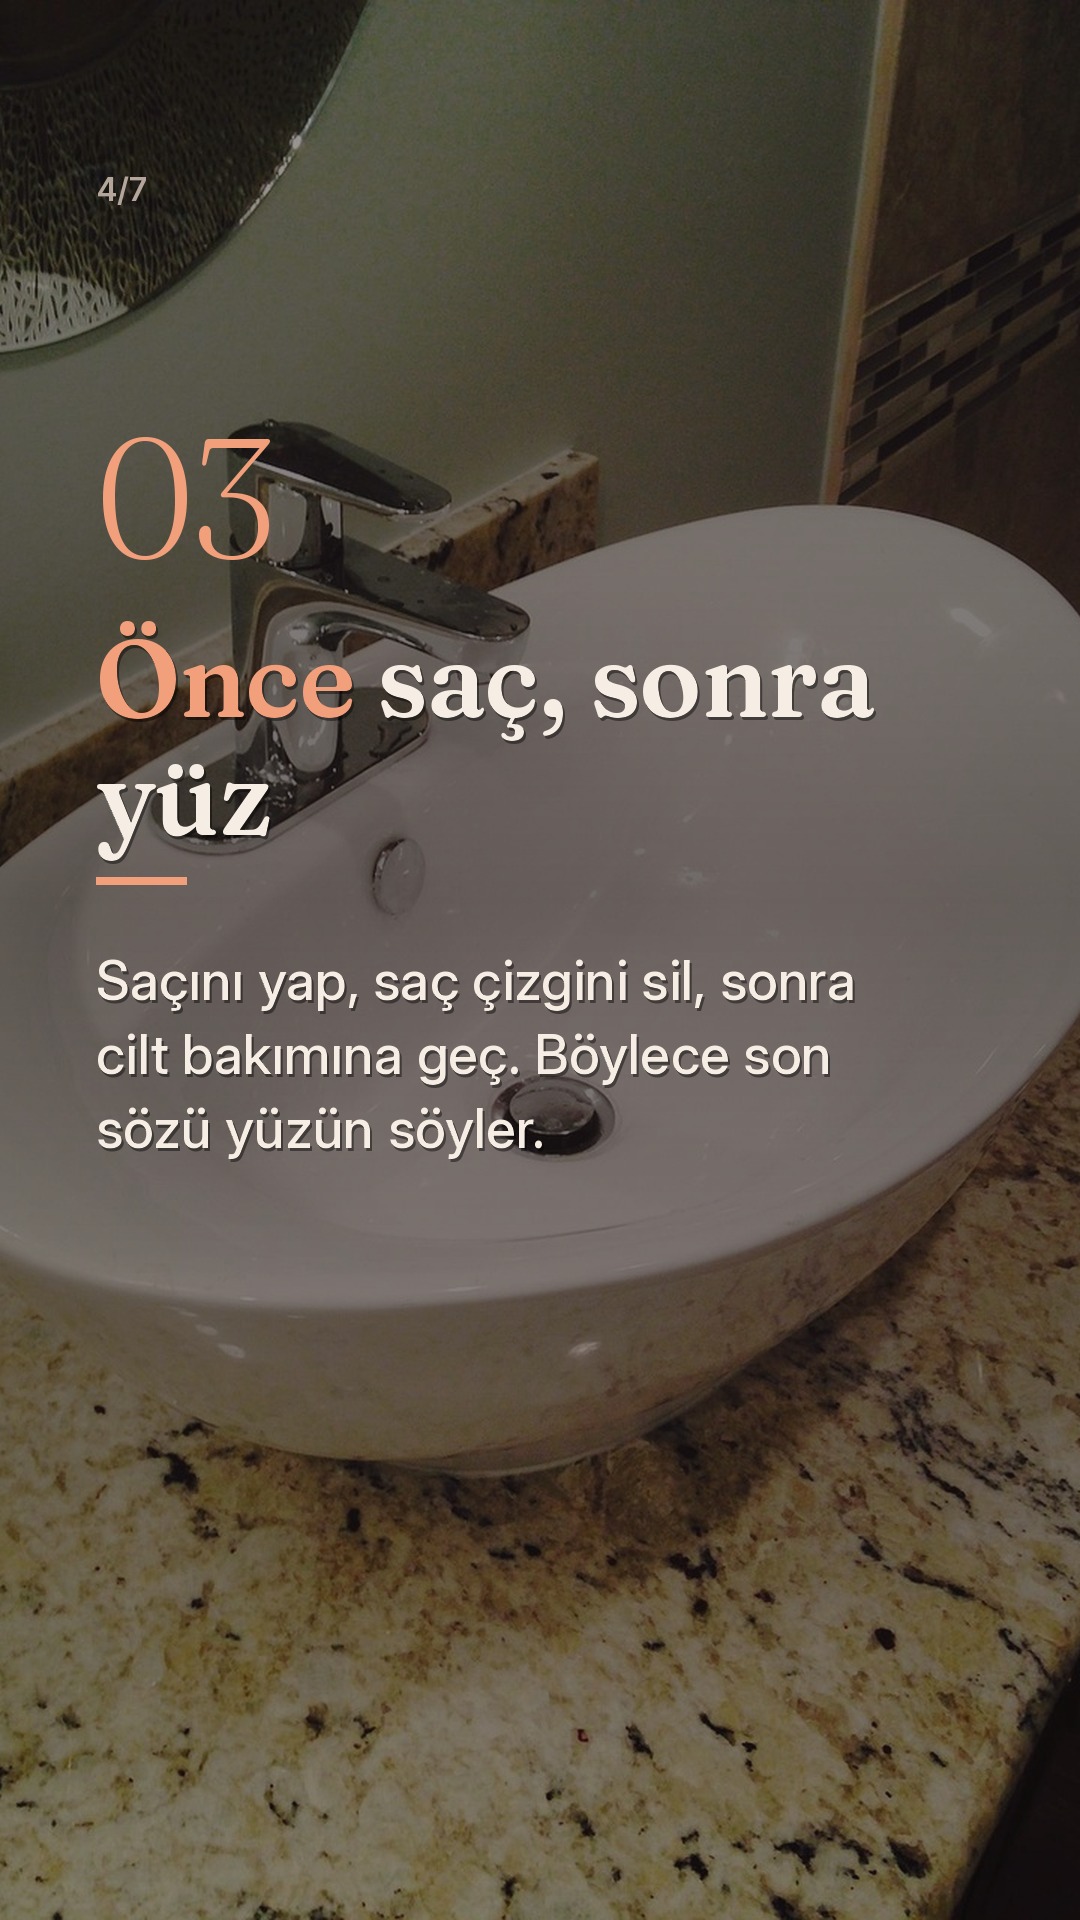 4/7
03
Önce saç, sonra
yüz
Saçını yap, saç çizgini sil, sonra
cilt bakımına geç. Böylece son
sözü yüzün söyler.